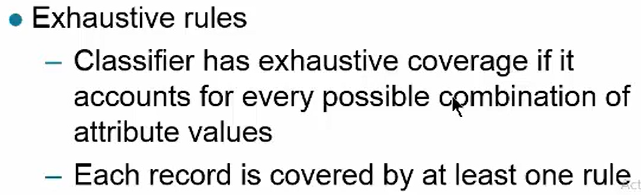 ● Exhaustive rules
– Classifier has exhaustive coverage if it
accounts for every possible combination of
attribute values
– Each record is covered by at least one rule